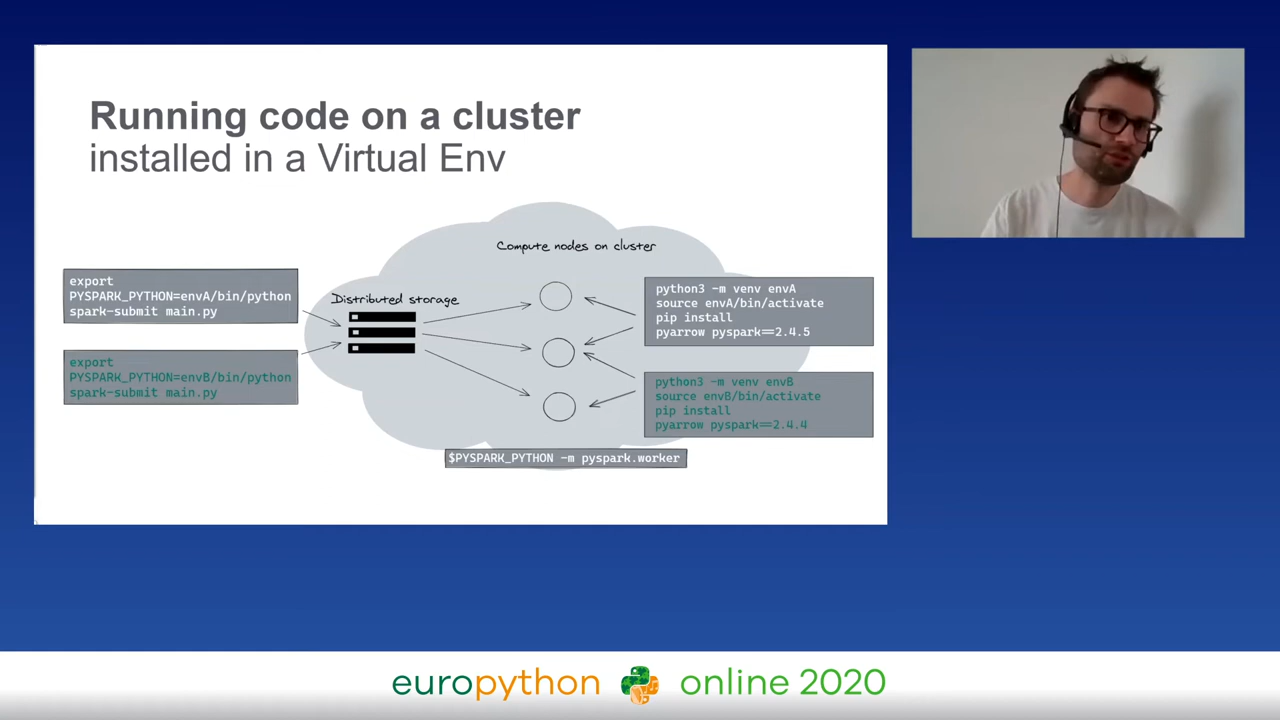 Running code on a cluster
installed in a Virtual Env
Compute nodes on cluster
export
PYSPARK_PYTHON=envA/bin/python
spark-submit main.py
Distributed storage
python3 -m venv envA
source envA/bin/activate
pip install
pyarrow pyspark==2.4.5
export
PYSPARK_PYTHON=envB/bin/python
spark-submit main.py
python3 -m venv envB
source envB/bin/activate
pip install
pyarrow pyspark==2.4.4
$PYSPARK_PYTHON -m pyspark.worker
europython online 2020